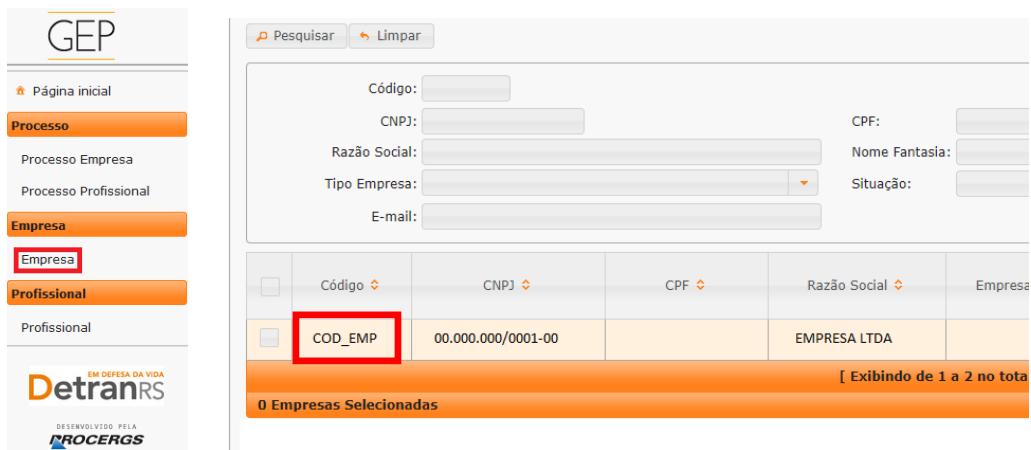 GEP
Página inicial
Processo
Processo Empresa
Processo Profissional
Empresa
Empresa
Profissional
Profissional
EM DEFESA DA VIDA
DetranRS
DESENVOLVIDO PELA
PROCERGS
Pesquisar Limpar
Código:
CNPJ: CPF:
Razão Social: Nome Fantasia:
Tipo Empresa: Situação:
E-mail:
Código CNPJ CPF Razão Social Empresa
COD_EMP 00.000.000/0001-00 EMPRESA LTDA
[ Exibindo de 1 a 2 no tota
0 Empresas Selecionadas